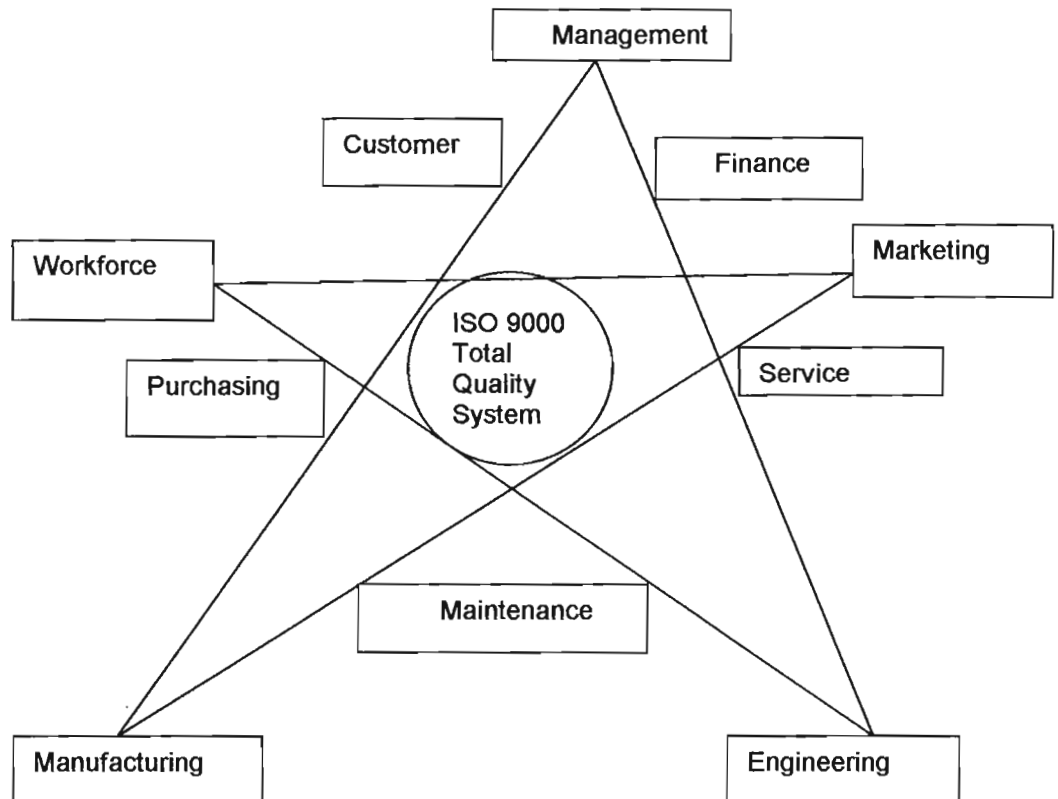 Management
Customer
Finance
Workforce
Marketing
ISO 9000
Total
Quality
System
Purchasing
Service
Maintenance
Manufacturing
Engineering